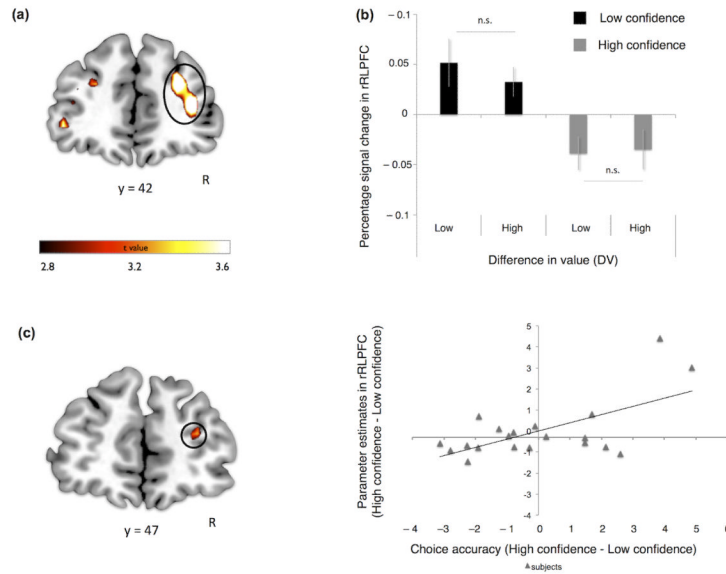 (a)
y = 42
R
t value
2.8
3.2
3.6
(b)
Percentage signal change in rRLPFC
– 0.1
0.05
0
– 0.05
– 0.1
n.s.
Low confidence
High confidence
n.s.
Low
High
Low
High
Difference in value (DV)
(c)
y = 47
R
Parameter estimates in rRLPFC
(High confidence - Low confidence)
5
4
3
2
1
0
-1
-2
-3
-4
– 4
– 3
– 2
– 1
0
1
2
3
4
5
Choice accuracy (High confidence - Low confidence)
subjects